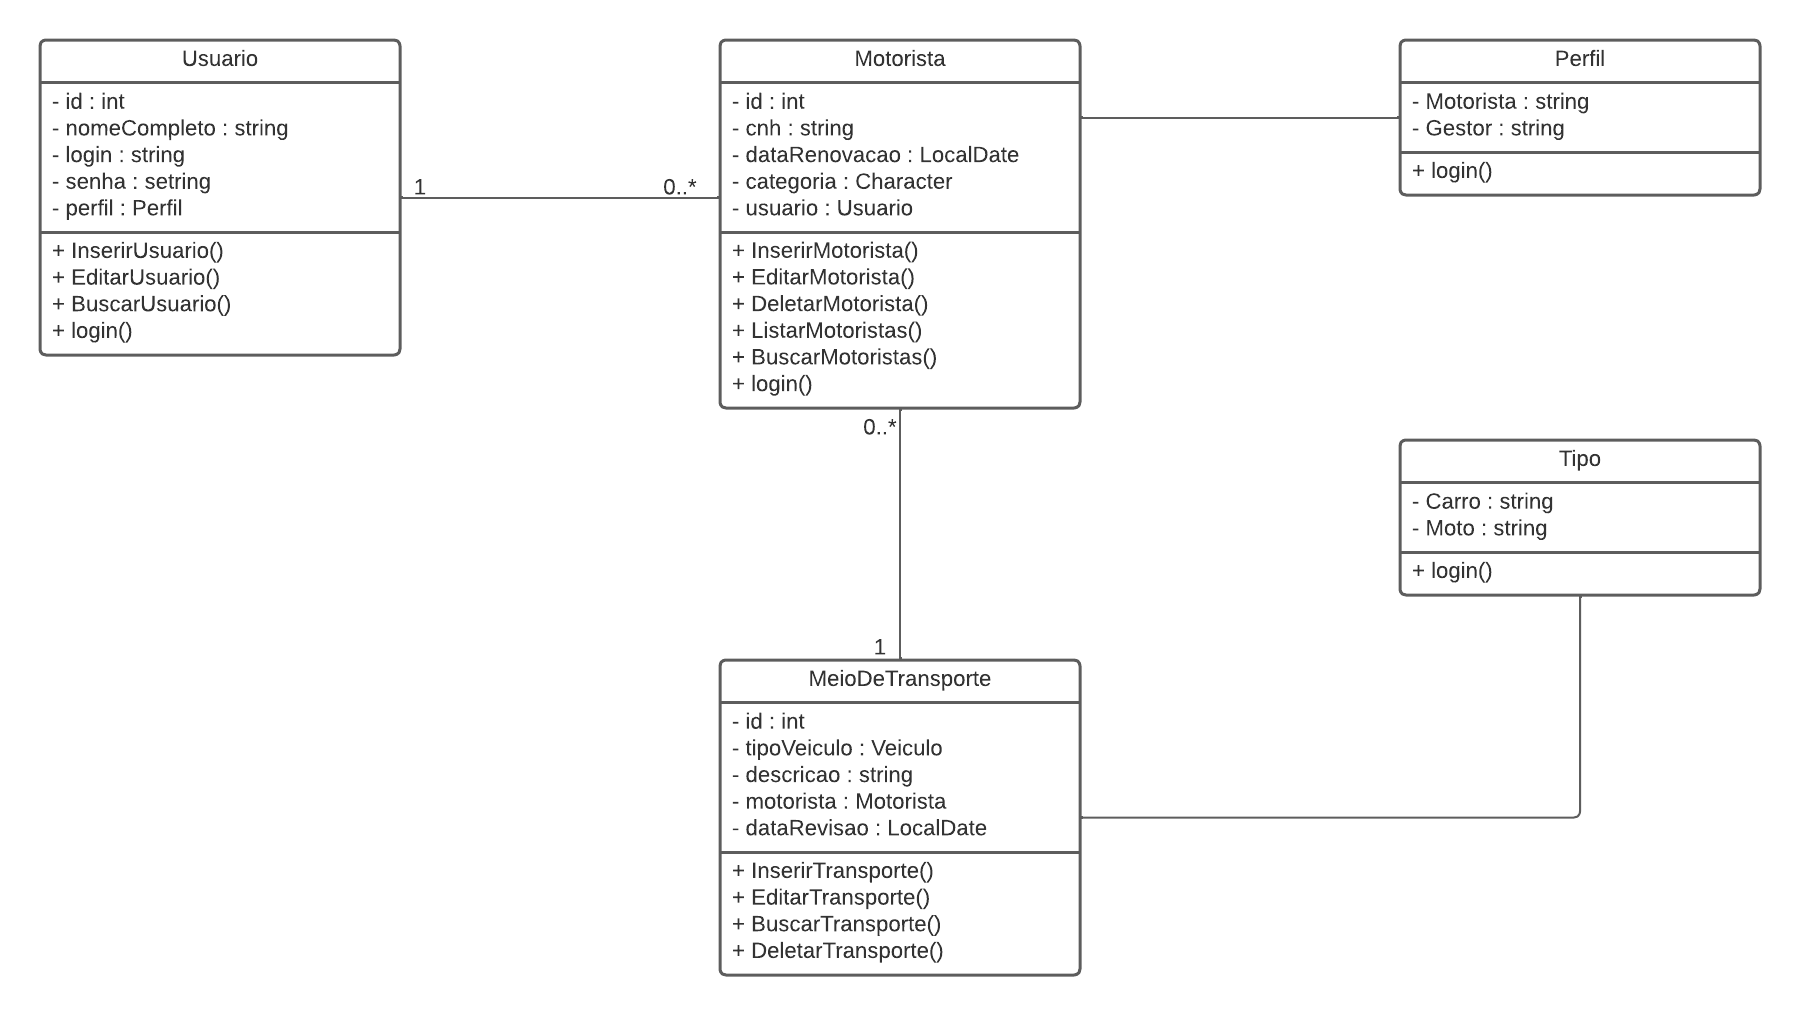 Usuario
- id : int
- nomeCompleto : string
- login : string
- senha : setring
- perfil : Perfil
+ InserirUsuario()
+ EditarUsuario()
+ BuscarUsuario()
+ login()
1
0..*
Motorista
- id : int
- cnh : string
- dataRenovacao : LocalDate
- categoria : Character
- usuario : Usuario
+ InserirMotorista()
+ EditarMotorista()
+ DeletarMotorista()
+ ListarMotoristas()
+ BuscarMotoristas()
+ login()
Perfil
- Motorista : string
- Gestor : string
+ login()
0..*
1
Tipo
- Carro : string
- Moto : string
+ login()
MeioDeTransporte
- id : int
- tipoVeiculo : Veiculo
- descricao : string
- motorista : Motorista
- dataRevisao : LocalDate
+ InserirTransporte()
+ EditarTransporte()
+ BuscarTransporte()
+ DeletarTransporte()